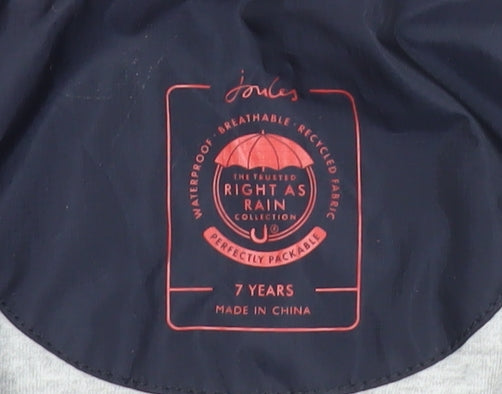 Joules
WATERPROOF · BREATHABLE · RECYCLED FABRIC
THE TRUSTED
RIGHT AS
RAIN
COLLECTION
®
PERFECTLY PACKABLE
7 YEARS
MADE IN CHINA